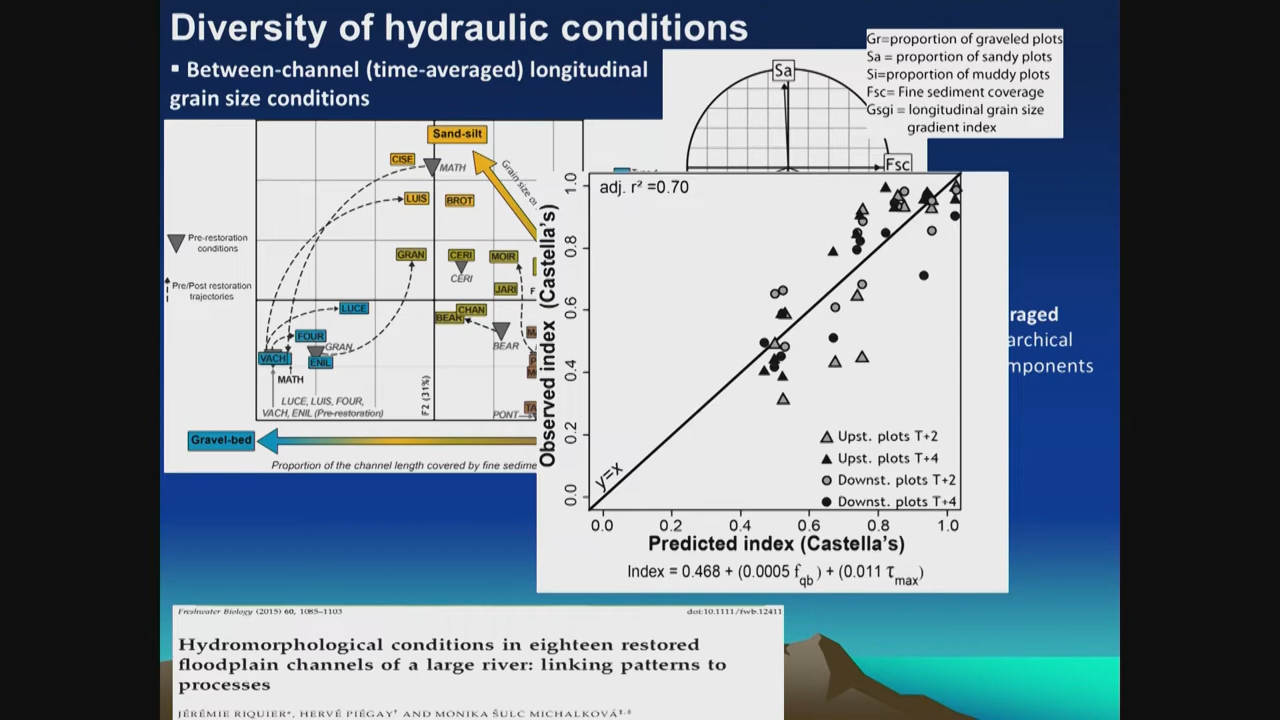 Diversity of hydraulic conditions
▪ Between-channel (time-averaged) longitudinal
grain size conditions
Gr=proportion of graveled plots
Sa = proportion of sandy plots
Si=proportion of muddy plots
Fsc= Fine sediment coverage
Gsgi = longitudinal grain size
gradient index
Sa
Fsc
Sand-silt
Grain size
CISE
MATH
LUIS
BROT
GRAN
CERI
MOIR
CERI
JARI
CHAN
BEAR
BEAR
LUCE
FOUR
GRAN
VACH
ENIL
MATH
LUCE, LUIS, FOUR,
VACH, ENIL (Pre-restoration)
F2 (31%)
PONT
Pre-restoration
conditions
Pre/Post restoration
trajectories
Gravel-bed
Proportion of the channel length covered by fine sedime
adj. r² =0.70
Observed index (Castella's)
1.0
0.8
0.6
0.4
0.2
0.0
y=x
Upst. plots T+2
Upst. plots T+4
Downst. plots T+2
Downst. plots T+4
0.0 0.2 0.4 0.6 0.8 1.0
Predicted index (Castella's)
Index = 0.468 + (0.0005 fqb) + (0.011 τmax)
raged
archical
mponents
Freshwater Biology (2015) 60, 1085–1103
doi:10.1111/fwb.12411
Hydromorphological conditions in eighteen restored
floodplain channels of a large river: linking patterns to
processes
JÉRÉMIE RIQUIER*, HERVÉ PIÉGAY† AND MONIKA ŠULC MICHALKOVÁ‡,§